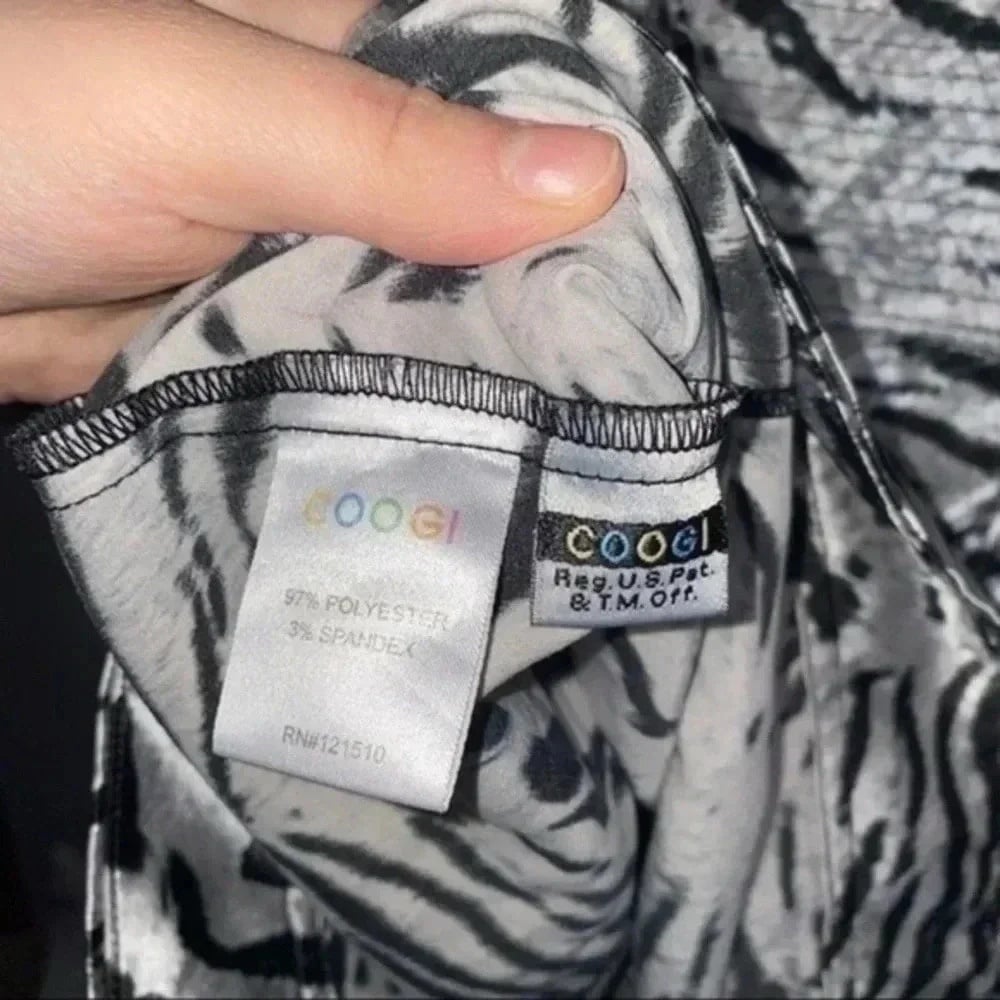 COOGI
97% POLYESTER
3% SPANDEX
RN#121510
COOGI
Reg. U.S. Pat.
& T.M. Off.